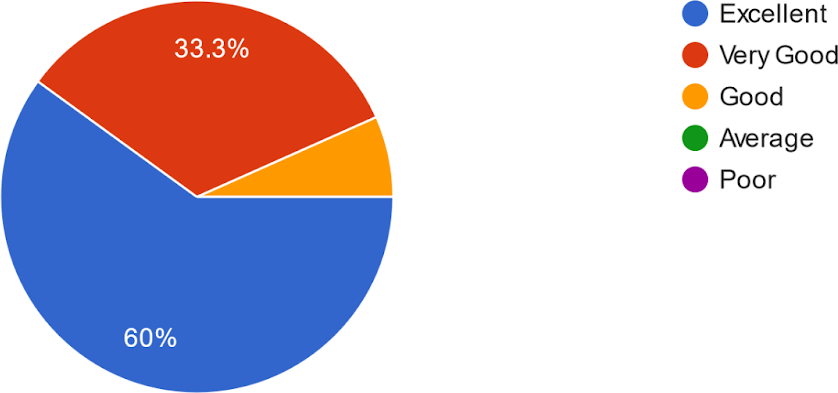 33.3%
60%
Excellent
Very Good
Good
Average
Poor